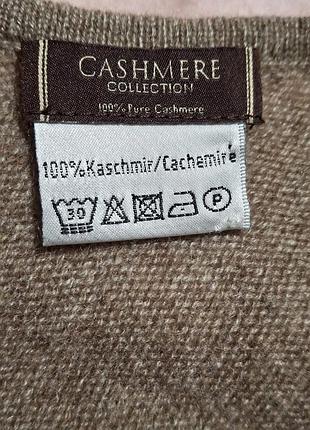 CASHMERE
COLLECTION
100% Pure Cashmere
100% Kaschmir/Cachemire
30 P